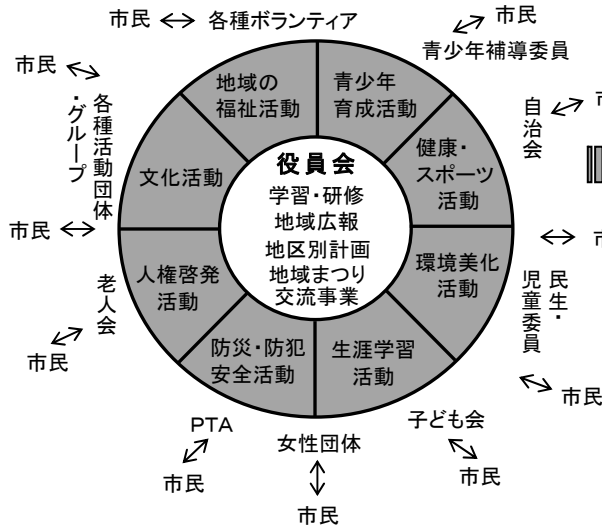 市民
各種ボランティア
市民
青少年補導委員
市民
各種活動団体
・グループ
自治会
市
地域の
福祉活動
青少年
育成活動
健康・
スポーツ
活動
文化活動
役員会
学習・研修
地域広報
地区別計画
地域まつり
交流事業
市民
市
人権啓発
活動
環境美化
活動
老人会
民生・
児童委員
市民
防災・防犯
安全活動
生涯学習
活動
市民
PTA
女性団体
子ども会
市民
市民
市民